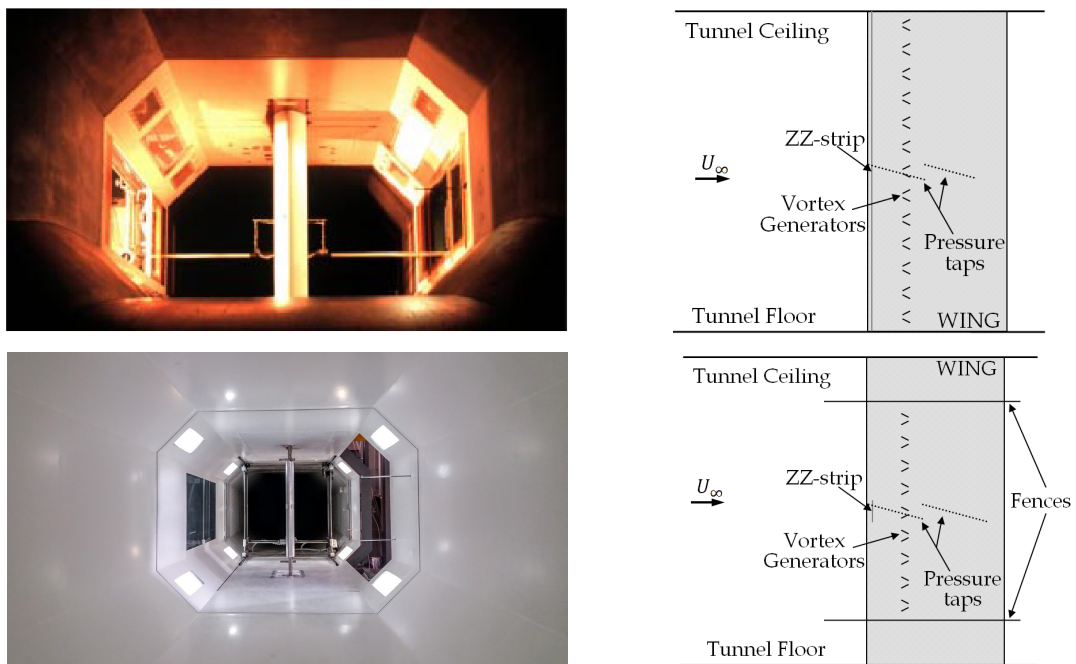 Tunnel Ceiling
ZZ-strip
U∞
Vortex
Generators
Pressure
taps
Tunnel Floor
WING
WING
Tunnel Ceiling
ZZ-strip
U∞
Fences
Vortex
Generators
Pressure
taps
Tunnel Floor